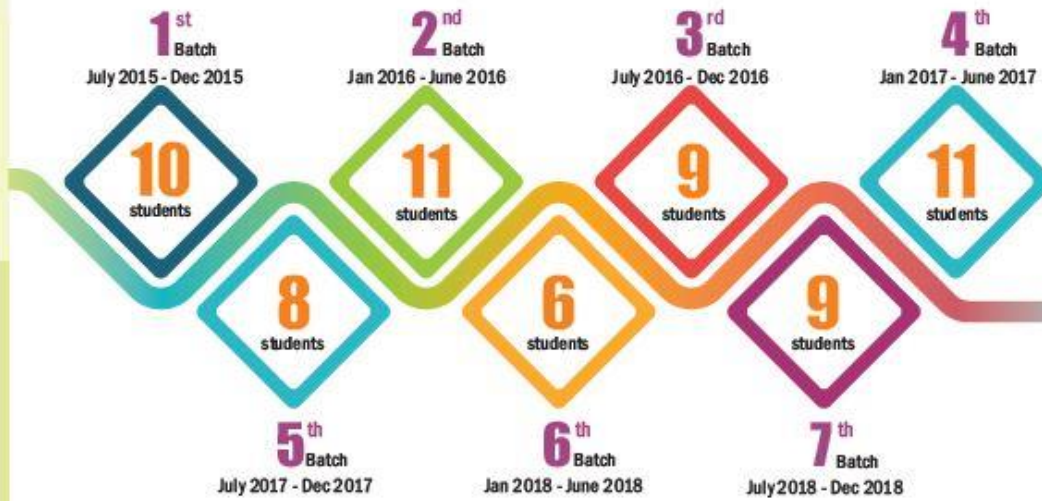 1st Batch
July 2015 - Dec 2015
10
students
2nd Batch
Jan 2016 - June 2016
11
students
3rd Batch
July 2016 - Dec 2016
9
students
4th Batch
Jan 2017 - June 2017
11
students
8
students
5th Batch
July 2017 - Dec 2017
6
students
6th Batch
Jan 2018 - June 2018
9
students
7th Batch
July 2018 - Dec 2018